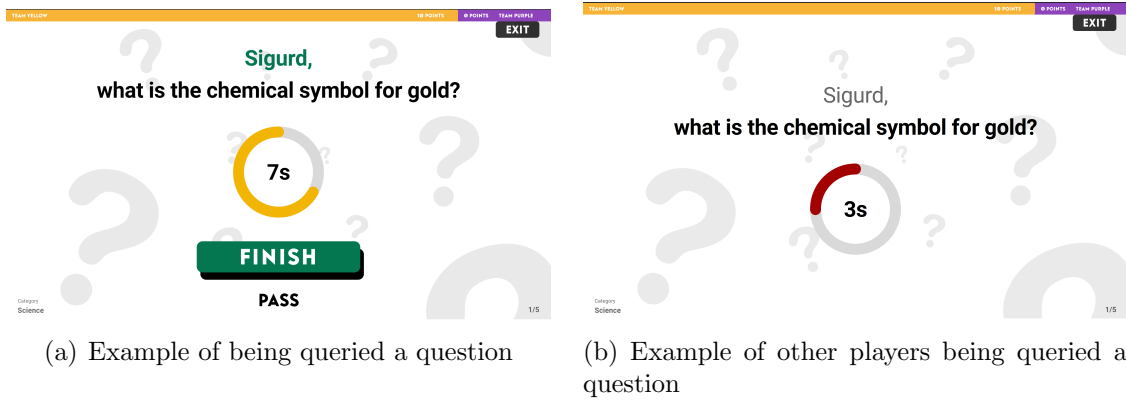 TEAM YELLOW 10 POINTS 0 POINTS TEAM PURPLE
EXIT
Sigurd,
what is the chemical symbol for gold?
7s
FINISH
PASS
Category
Science 1/5
(a) Example of being queried a question
TEAM YELLOW 10 POINTS 0 POINTS TEAM PURPLE
EXIT
Sigurd,
what is the chemical symbol for gold?
3s
Category
Science 1/5
(b) Example of other players being queried a
question